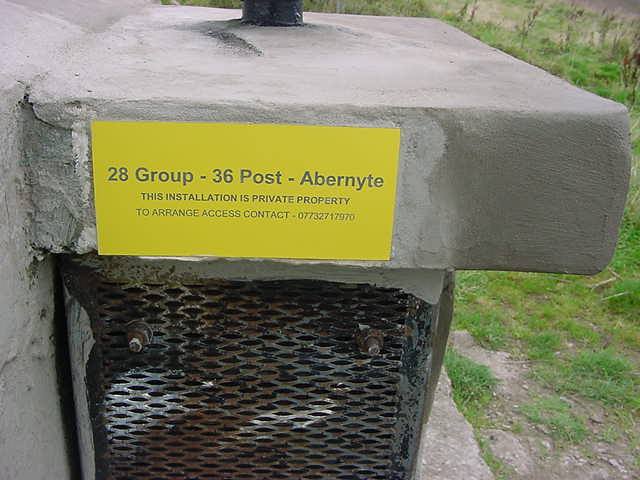 28 Group - 36 Post - Abernyte
THIS INSTALLATION IS PRIVATE PROPERTY
TO ARRANGE ACCESS CONTACT - 07732717970